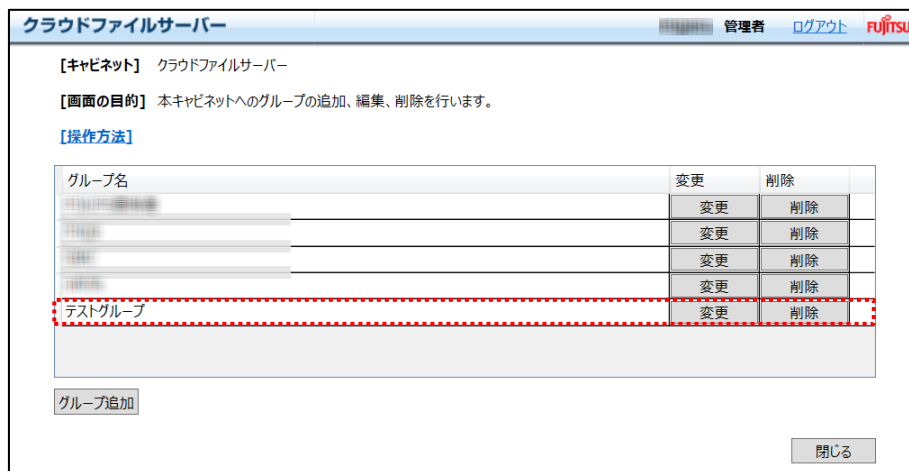 クラウドファイルサーバー 管理者 ログアウト FUJITSU
[キャビネット] クラウドファイルサーバー
[画面の目的] 本キャビネットへのグループの追加、編集、削除を行います。
[操作方法]
グループ名 変更 削除
変更 削除
変更 削除
変更 削除
変更 削除
テストグループ 変更 削除
グループ追加
閉じる